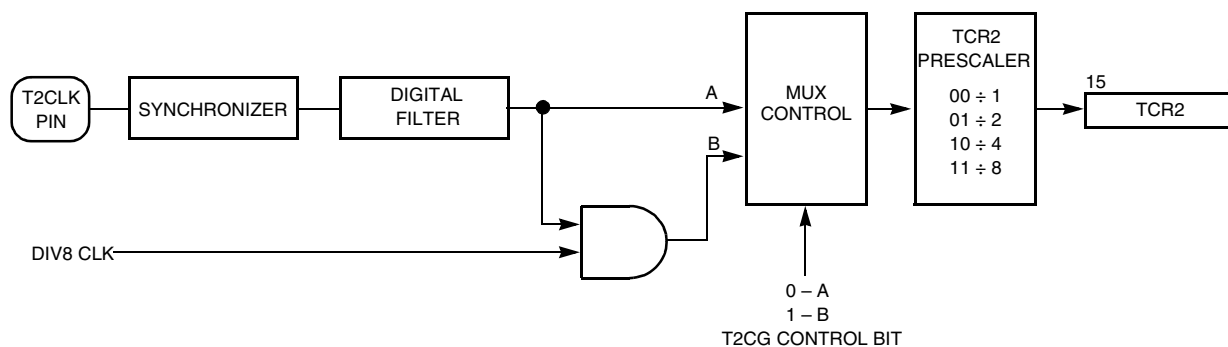 T2CLK
PIN
SYNCHRONIZER
DIGITAL
FILTER
A
B
MUX
CONTROL
TCR2
PRESCALER
00 ÷ 1
01 ÷ 2
10 ÷ 4
11 ÷ 8
15
TCR2
DIV8 CLK
0 – A
1 – B
T2CG CONTROL BIT